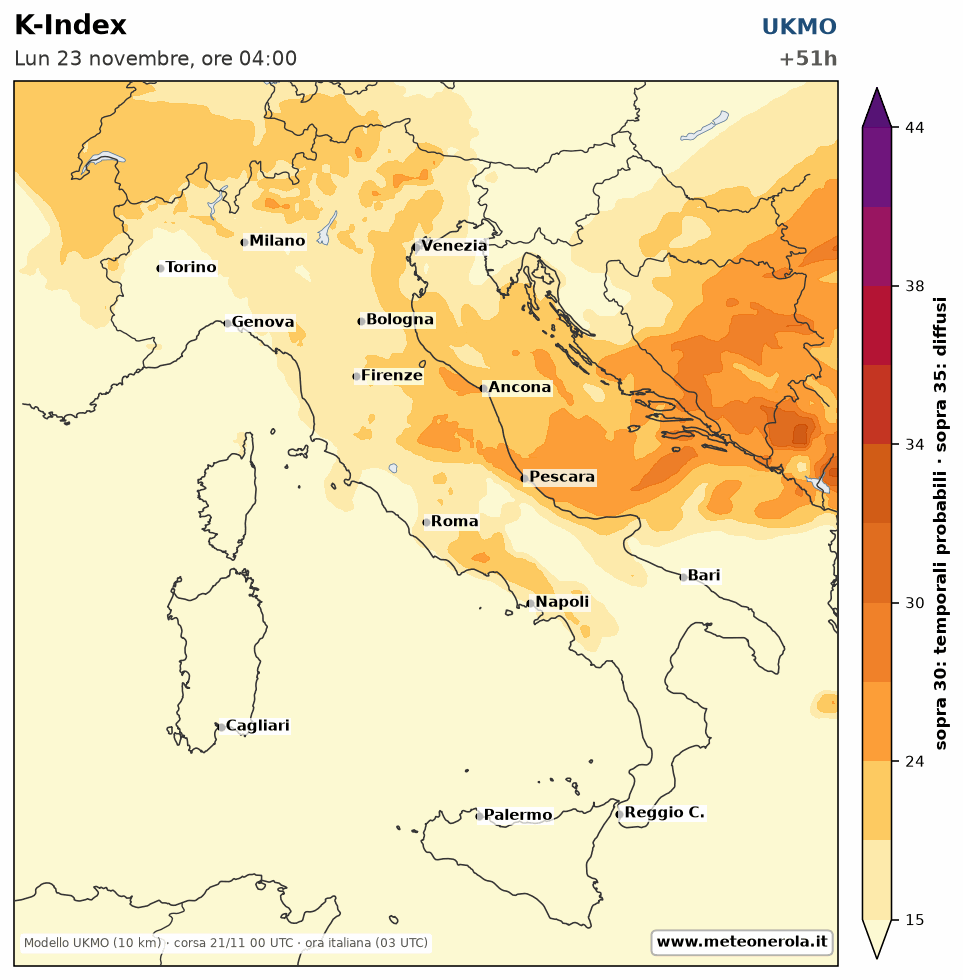 K-Index
UKMO
Lun 23 novembre, ore 04:00
+51h
44
38
34
30
24
15
sopra 30: temporali probabili · sopra 35: diffusi
Milano
Venezia
Torino
Genova
Bologna
Firenze
Ancona
Pescara
Roma
Bari
Napoli
Cagliari
Palermo
Reggio C.
Modello UKMO (10 km) · corsa 21/11 00 UTC · ora italiana (03 UTC)
www.meteonerola.it